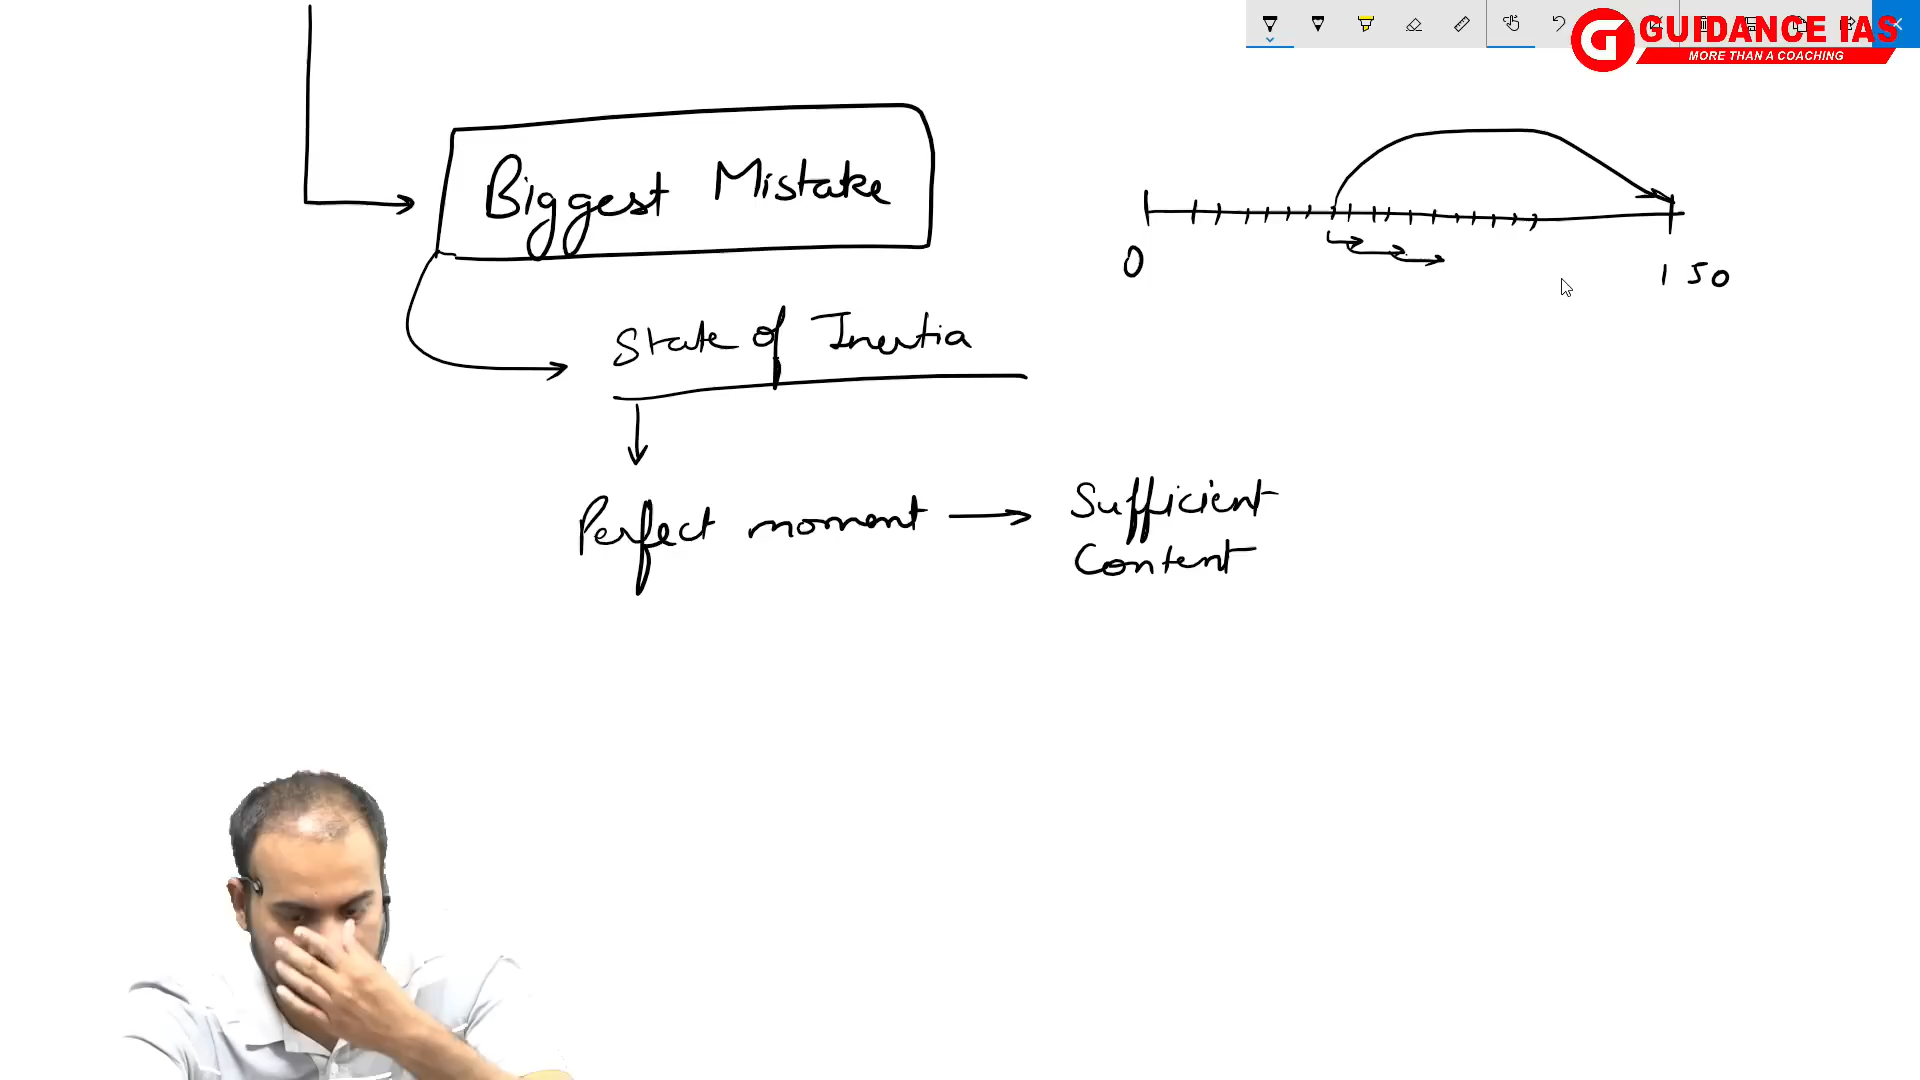 GUIDANCE IAS
MORE THAN A COACHING
Biggest Mistake
0
150
State of Inertia
Perfect moment
Sufficient
Content